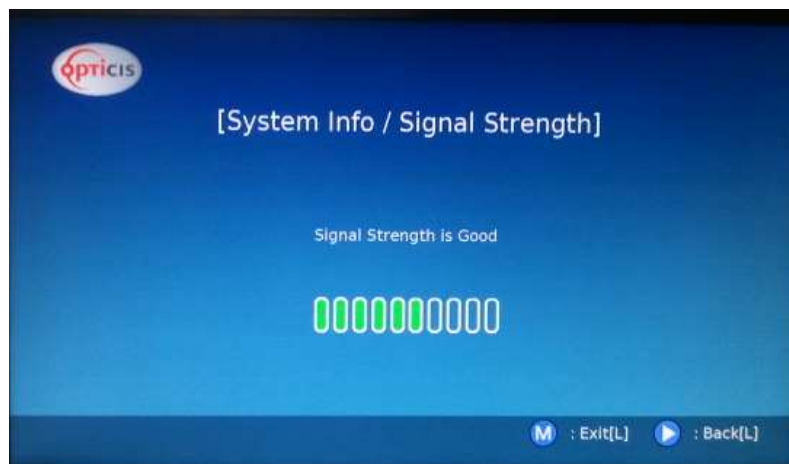 OPTICIS
[System Info / Signal Strength]
Signal Strength is Good
M : Exit[L] : Back[L]